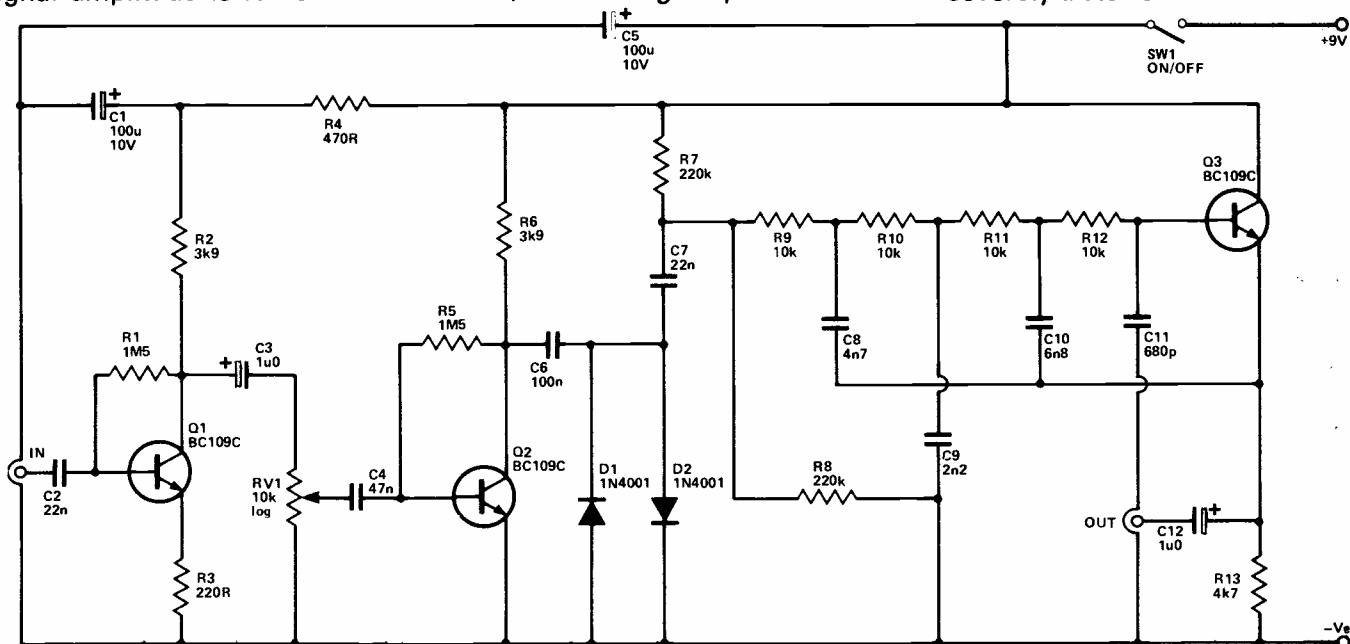 C5
100u
10V
SW1
ON/OFF
+9V
C1
100u
10V
R4
470R
R7
220k
Q3
BC109C
R2
3k9
R6
3k9
R9
10k
R10
10k
R11
10k
R12
10k
C7
22n
R1
1M5
C3
1u0
R5
1M5
C6
100n
C8
4n7
C10
6n8
C11
680p
IN
C2
22n
Q1
BC109C
RV1
10k
log
C4
47n
Q2
BC109C
D1
1N4001
D2
1N4001
R8
220k
C9
2n2
OUT
C12
1u0
R3
220R
R13
4k7